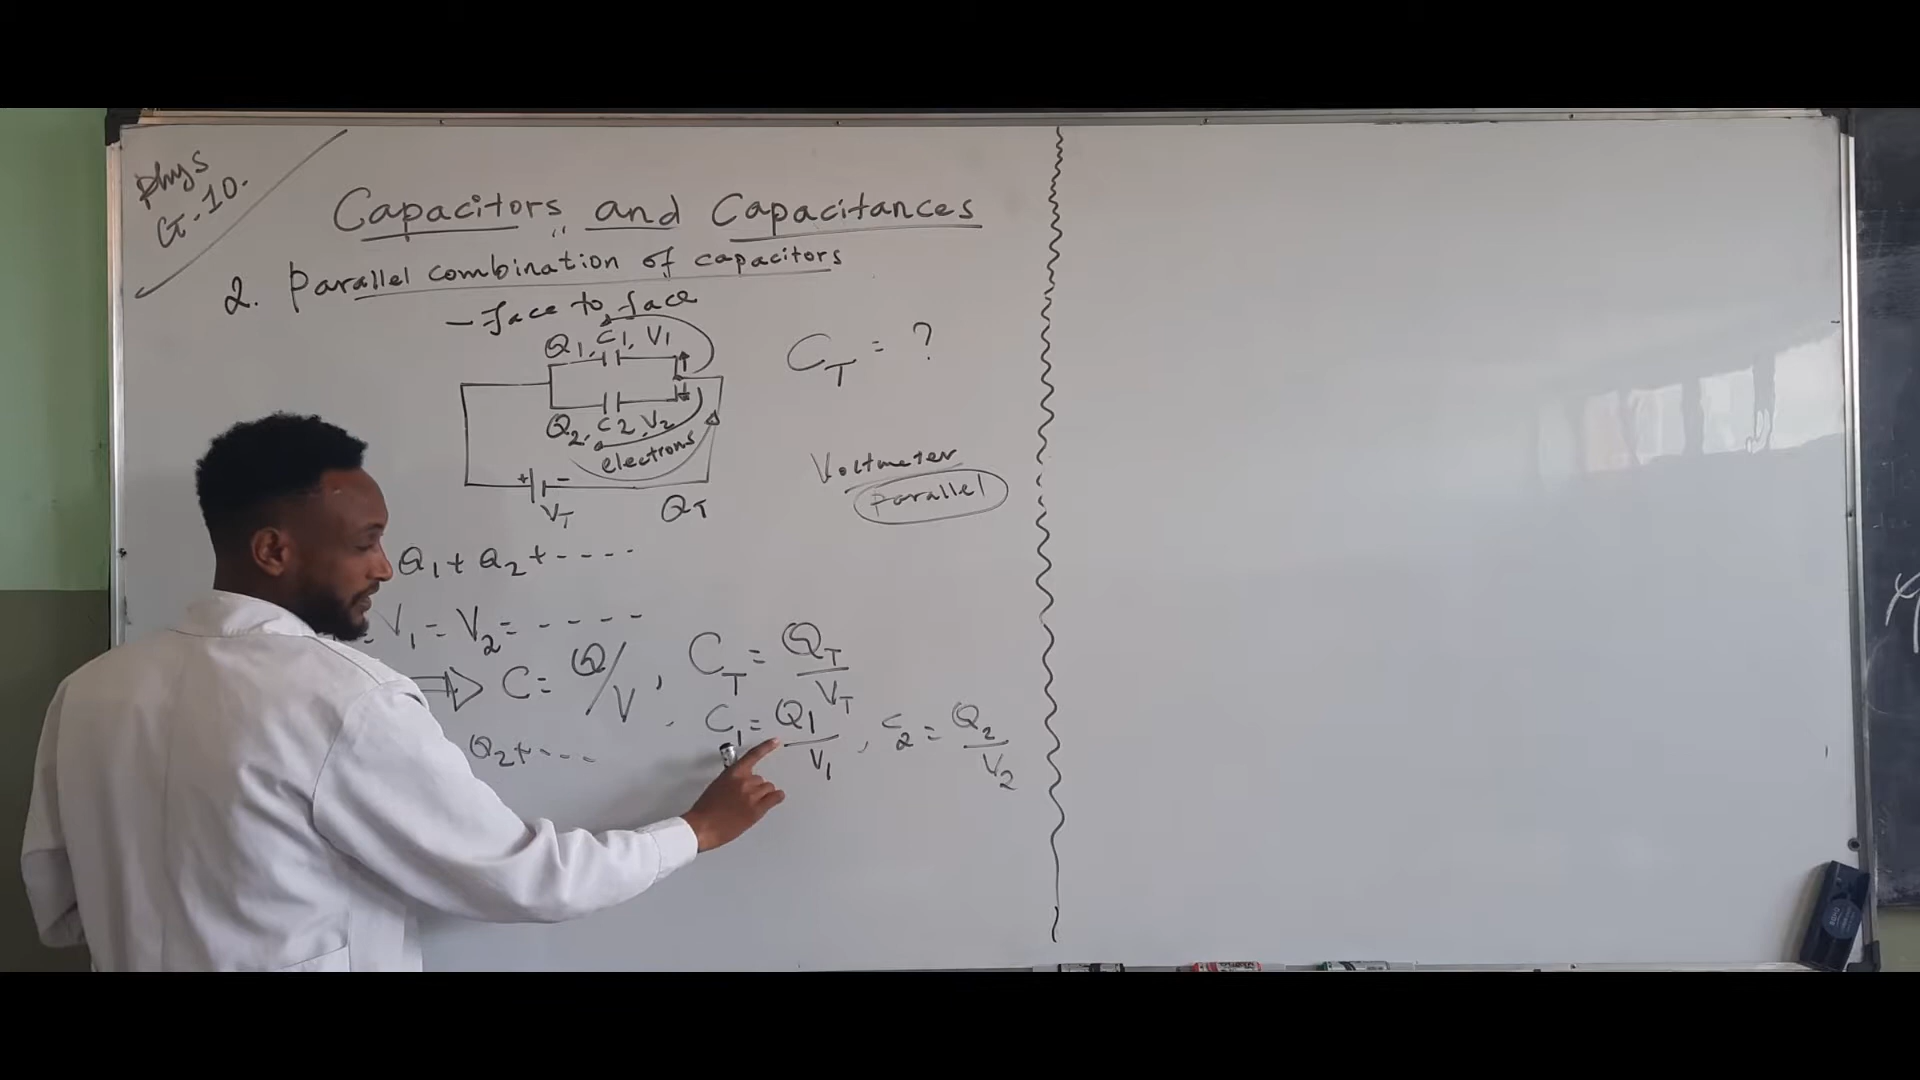 Phys
G-10.
Capacitors and Capacitances
2. Parallel combination of capacitors
- face to face
Q1, C1, V1
CT = ?
Q2, C2, V2
electrons
+ -
VT
QT
Voltmeter
parallel
Q1 + Q2 + ----
V1 = V2 = -----
C = Q/V, CT = QT/VT
Q2 + ---
C1 = Q1/V1, C2 = Q2/V2